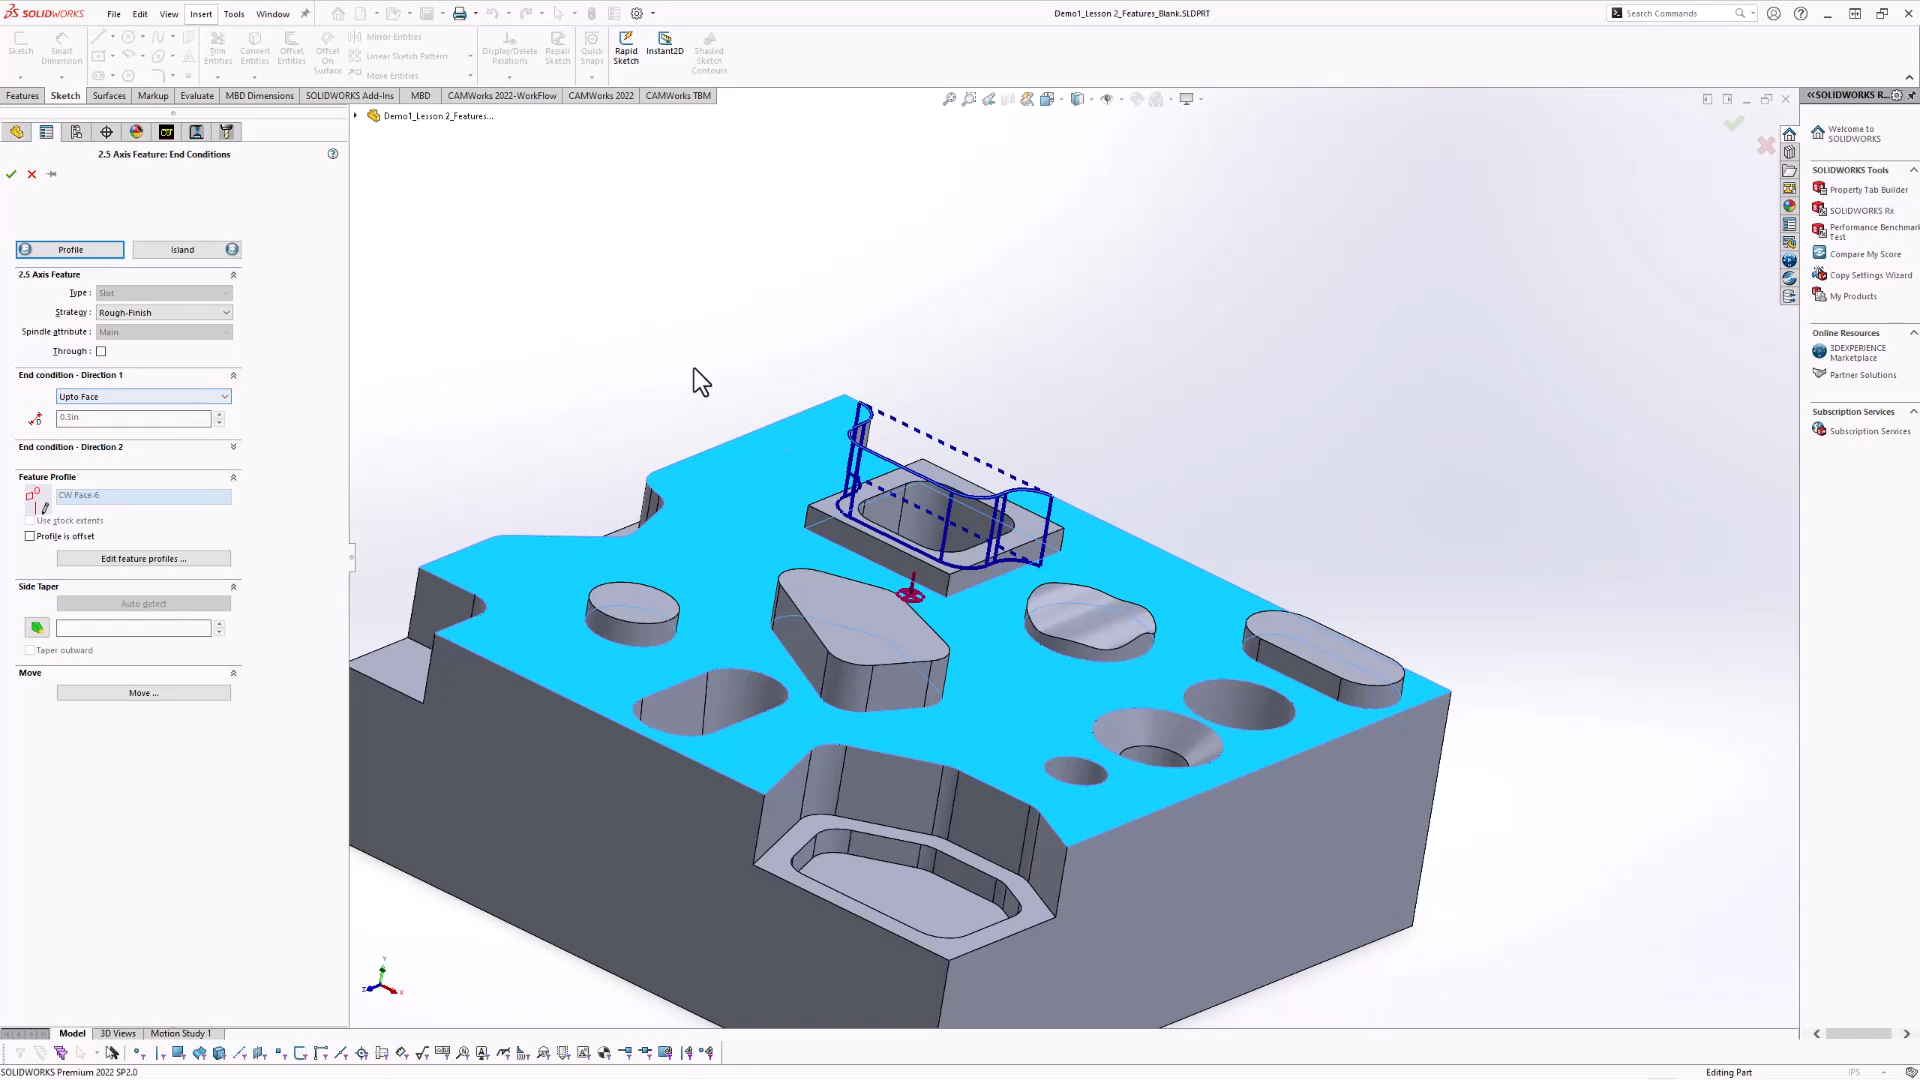 SOLIDWORKS File Edit View Insert Tools Window Demo1_Lesson 2_Features_Blank.SLDPRT Search Commands
Sketch Smart Dimension Trim Entities Convert Entities Offset Entities Offset On Surface Mirror Entities Linear Sketch Pattern Move Entities Display/Delete Relations Repair Sketch Quick Snaps Rapid Sketch Instant2D Shaded Sketch Contours
Features Sketch Surfaces Markup Evaluate MBD Dimensions SOLIDWORKS Add-Ins MBD CAMWorks 2022-WorkFlow CAMWorks 2022 CAMWorks TBM
Demo1_Lesson 2_Features...
2.5 Axis Feature: End Conditions
Profile Island
2.5 Axis Feature
Type : Slot
Strategy : Rough-Finish
Spindle attribute : Main
Through :
End condition - Direction 1
Upto Face
0.3in
End condition - Direction 2
Feature Profile
CW Face-6
Use stock extents
Profile is offset
Edit feature profiles ...
Side Taper
Auto detect
Taper outward
Move
Move ...
SOLIDWORKS R...
Welcome to
SOLIDWORKS
SOLIDWORKS Tools
Property Tab Builder
SOLIDWORKS Rx
Performance Benchmark
Test
Compare My Score
Copy Settings Wizard
My Products
Online Resources
3DEXPERIENCE
Marketplace
Partner Solutions
Subscription Services
Subscription Services
Model 3D Views Motion Study 1
SOLIDWORKS Premium 2022 SP2.0 Editing Part IPS